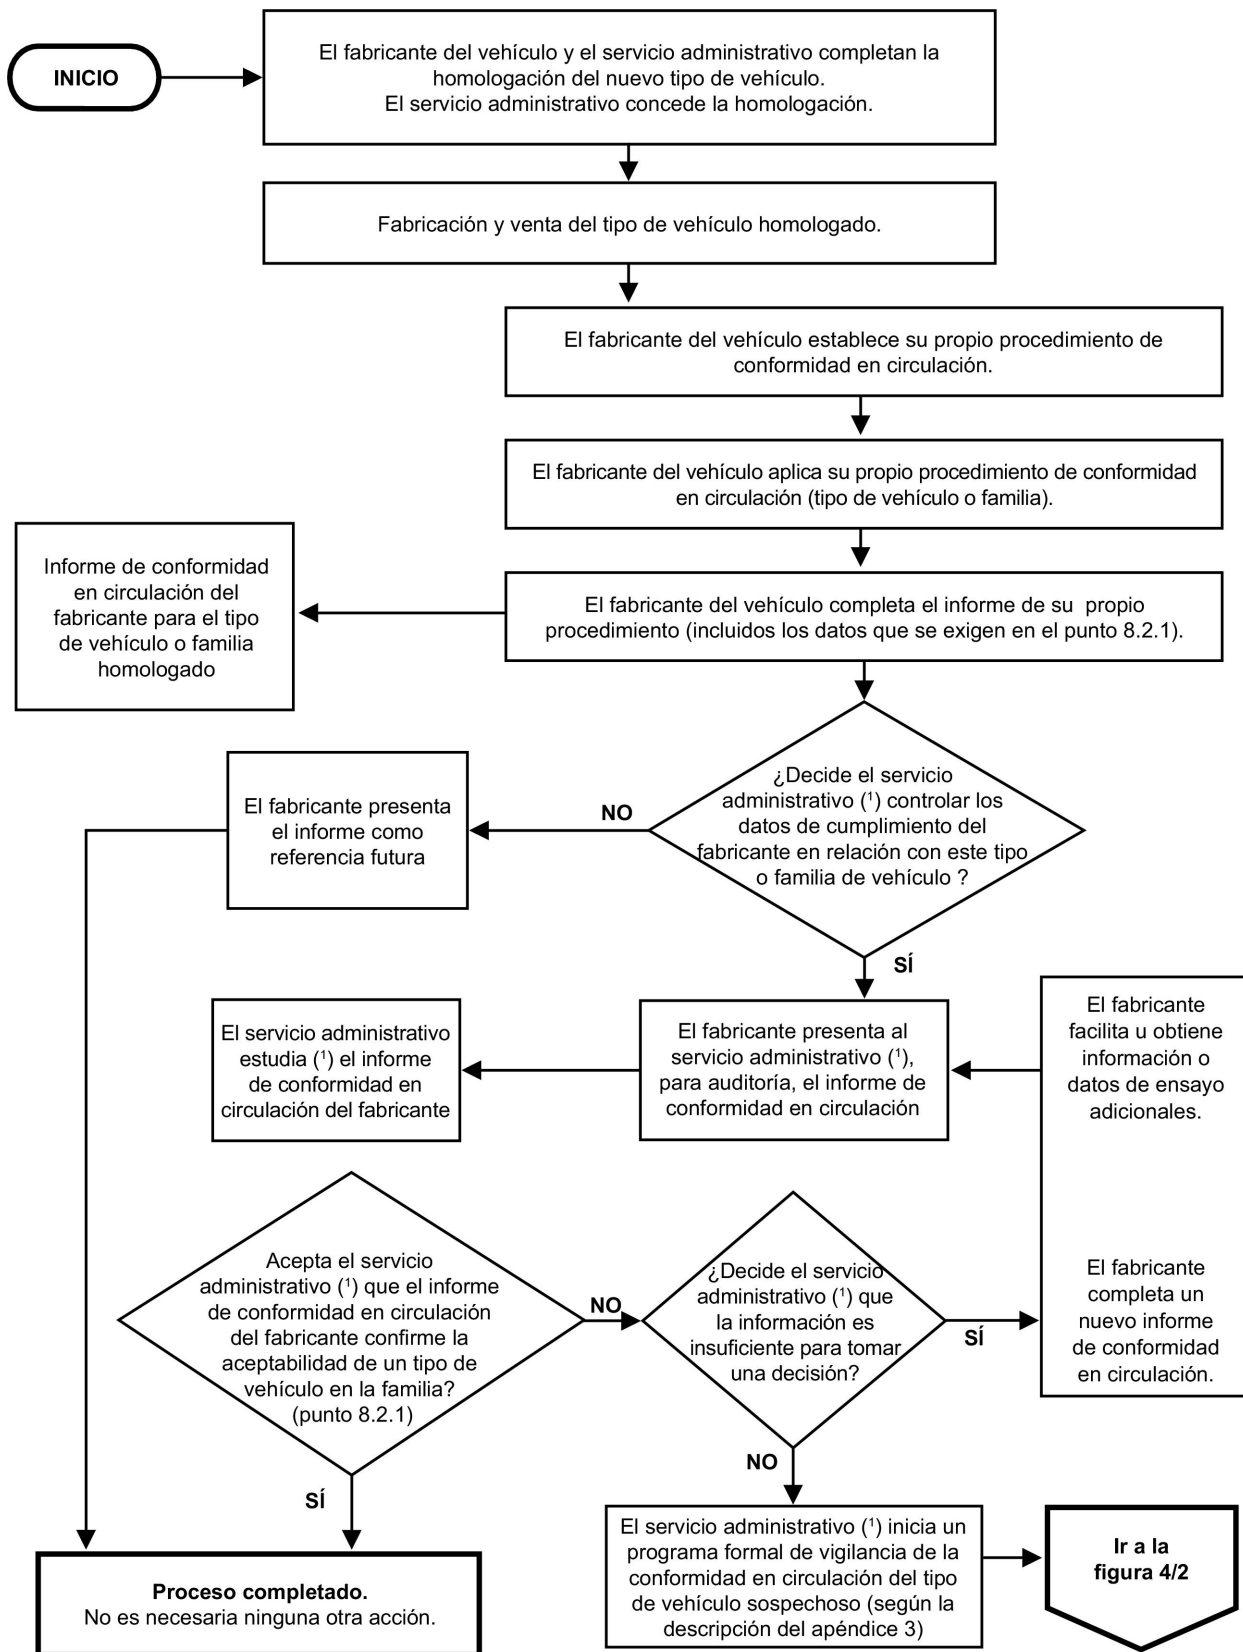 INICIO
El fabricante del vehículo y el servicio administrativo completan la
homologación del nuevo tipo de vehículo.
El servicio administrativo concede la homologación.
Fabricación y venta del tipo de vehículo homologado.
El fabricante del vehículo establece su propio procedimiento de
conformidad en circulación.
El fabricante del vehículo aplica su propio procedimiento de conformidad
en circulación (tipo de vehículo o familia).
Informe de conformidad
en circulación del
fabricante para el tipo
de vehículo o familia
homologado
El fabricante del vehículo completa el informe de su propio
procedimiento (incluidos los datos que se exigen en el punto 8.2.1).
¿Decide el servicio
administrativo (¹) controlar los
datos de cumplimiento del
fabricante en relación con este tipo
o familia de vehículo ?
NO
El fabricante presenta
el informe como
referencia futura
SÍ
El servicio administrativo
estudia (¹) el informe
de conformidad en
circulación del fabricante
El fabricante presenta al
servicio administrativo (¹),
para auditoría, el informe de
conformidad en circulación
El fabricante
facilita u obtiene
información o
datos de ensayo
adicionales.
Acepta el servicio
administrativo (¹) que el informe
de conformidad en circulación
del fabricante confirme la
aceptabilidad de un tipo de
vehículo en la familia?
(punto 8.2.1)
NO
¿Decide el servicio
administrativo (¹) que
la información es
insuficiente para tomar
una decisión?
SÍ
El fabricante
completa un
nuevo informe
de conformidad
en circulación.
SÍ
NO
Proceso completado.
No es necesaria ninguna otra acción.
El servicio administrativo (¹) inicia un
programa formal de vigilancia de la
conformidad en circulación del tipo
de vehículo sospechoso (según la
descripción del apéndice 3)
Ir a la
figura 4/2